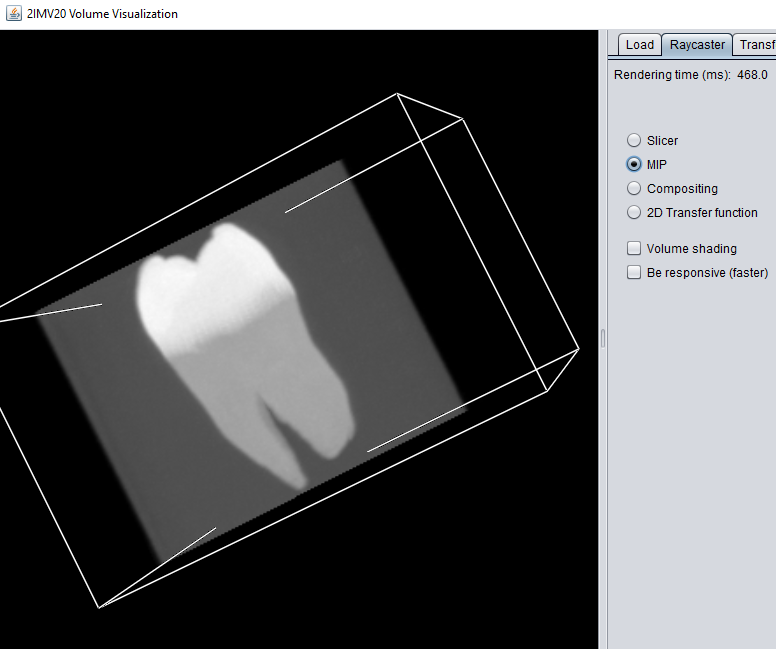 2IMV20 Volume Visualization
Load Raycaster Transf
Rendering time (ms): 468.0
Slicer
MIP
Compositing
2D Transfer function
Volume shading
Be responsive (faster)